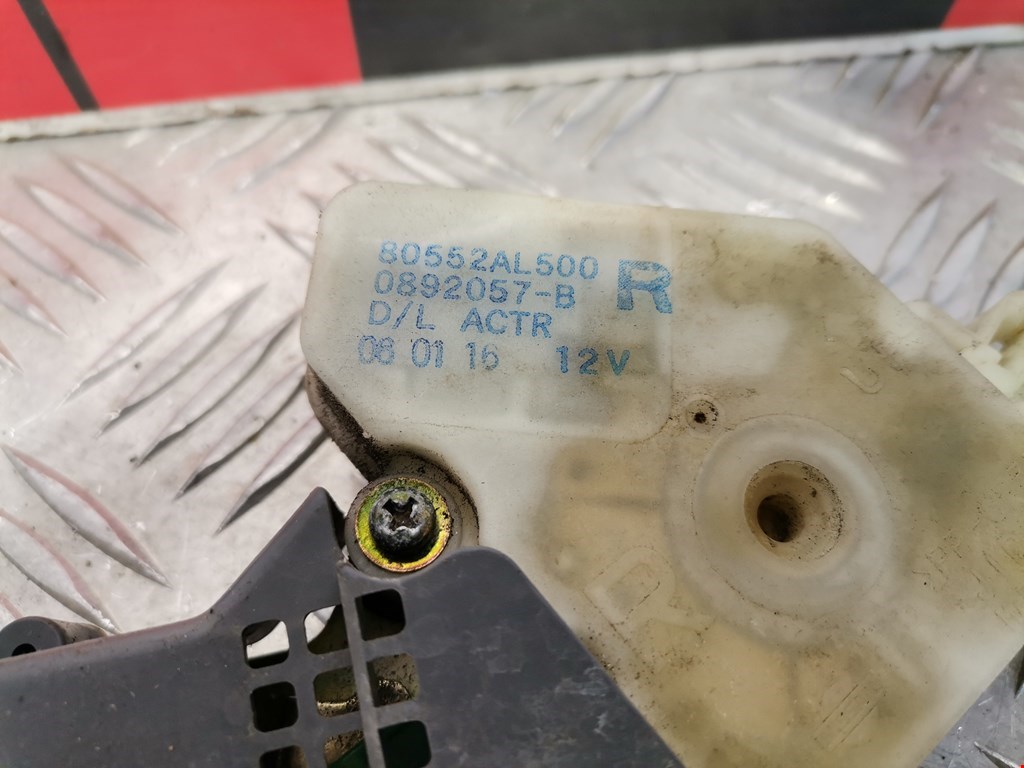 80552AL500
0892057-B R
D/L ACTR
06 01 16 12V